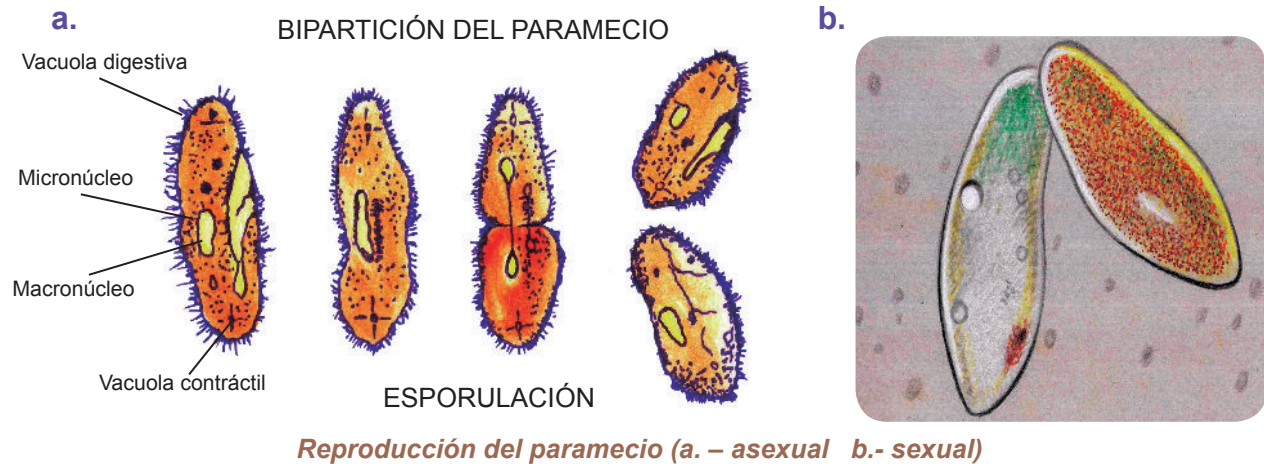 a.
BIPARTICIÓN DEL PARAMECIO
b.
Vacuola digestiva
Micronúcleo
Macronúcleo
Vacuola contráctil
ESPORULACIÓN
Reproducción del paramecio (a. – asexual b.- sexual)